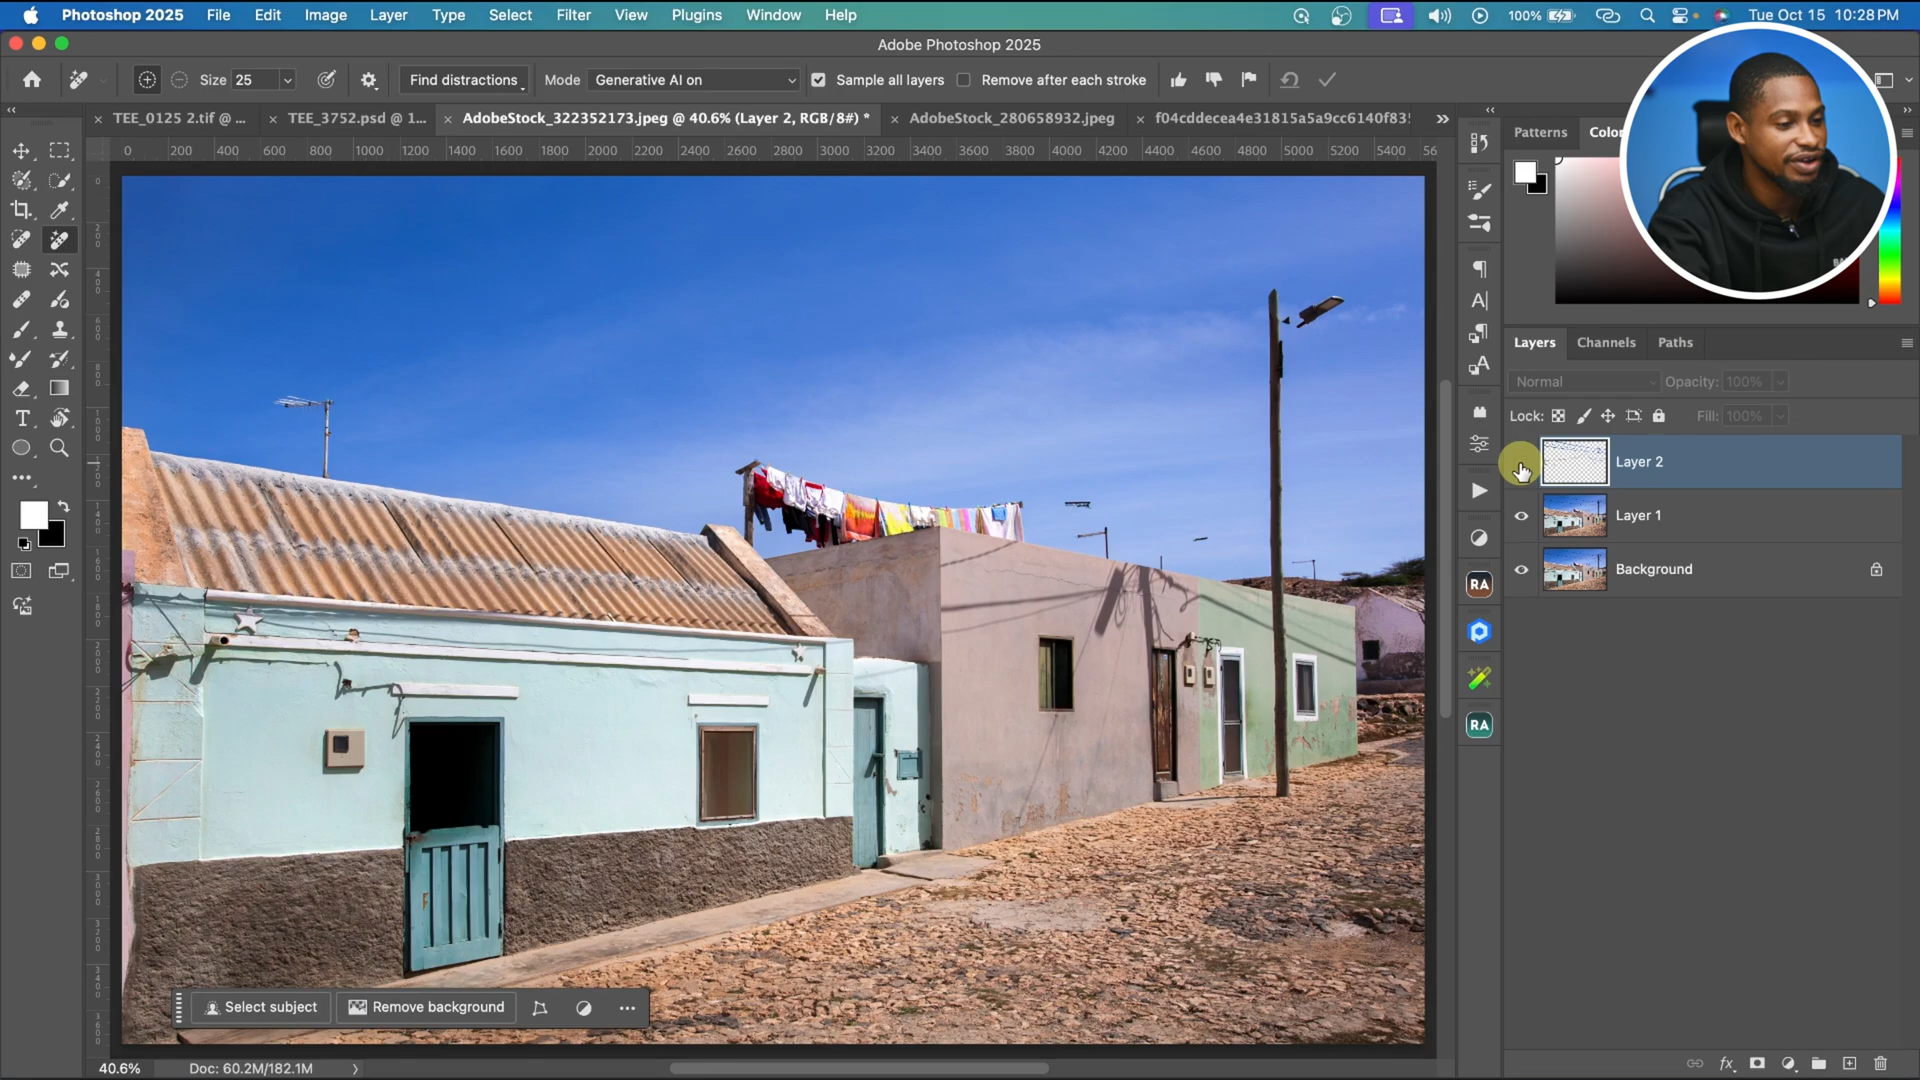 Photoshop 2025 File Edit Image Layer Type Select Filter View Plugins Window Help 100% Tue Oct 15 10:28 PM
Adobe Photoshop 2025
Size 25 Find distractions Mode Generative AI on Sample all layers Remove after each stroke
TEE_0125 2.tif @ ... TEE_3752.psd @ 1... AdobeStock_322352173.jpeg @ 40.6% (Layer 2, RGB/8#) * AdobeStock_280658932.jpeg f04cddecea4e31815a5a9cc6140f83
Patterns Color
0 200 400 600 800 1000 1200 1400 1600 1800 2000 2200 2400 2600 2800 3000 3200 3400 3600 3800 4000 4200 4400 4600 4800 5000 5200 5400 56
Layers Channels Paths
Normal Opacity: 100%
Lock: Fill: 100%
Layer 2
Layer 1
Background
RA
RA
Select subject Remove background
40.6% Doc: 60.2M/182.1M
fx